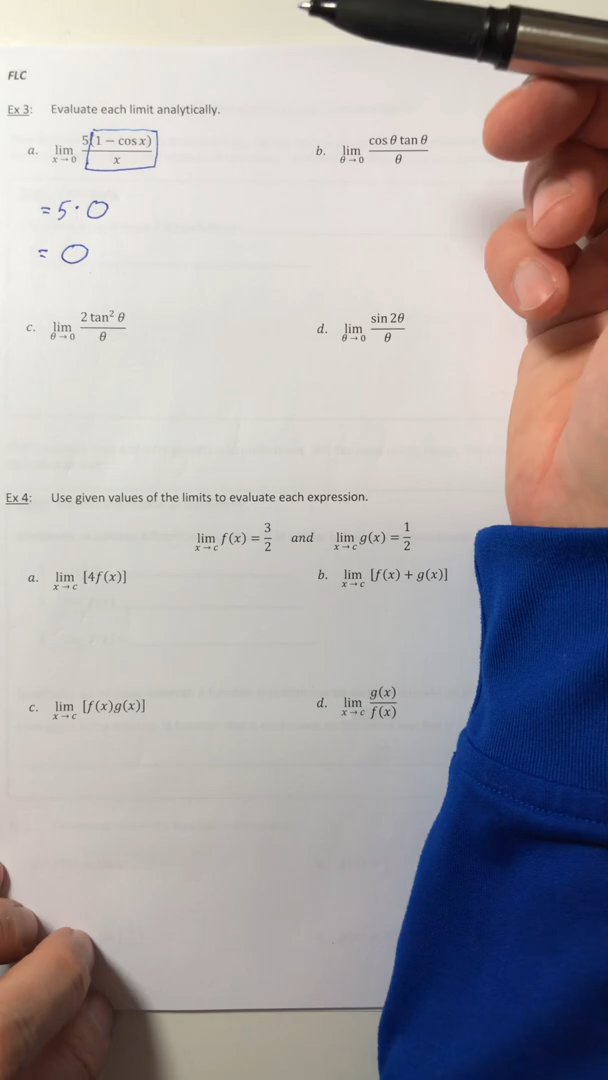 FLC
Ex 3: Evaluate each limit analytically.
a. lim x→0 5(1 − cos x) / x
b. lim θ→0 cos θ tan θ / θ
= 5 · 0
= 0
c. lim θ→0 2 tan² θ / θ
d. lim θ→0 sin 2θ / θ
Ex 4: Use given values of the limits to evaluate each expression.
lim x→c f(x) = 3/2 and lim x→c g(x) = 1/2
a. lim x→c [4f(x)]
b. lim x→c [f(x) + g(x)]
c. lim x→c [f(x)g(x)]
d. lim x→c g(x) / f(x)